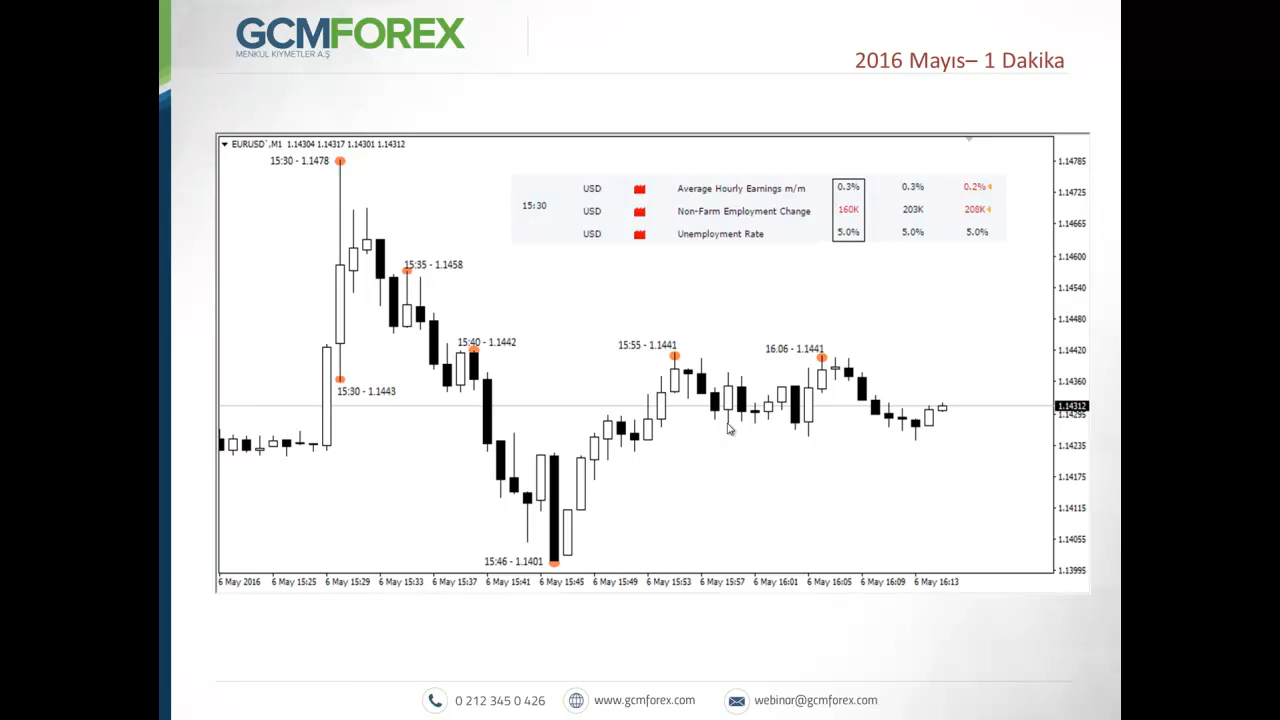 GCMFOREX
MENKUL KIYMETLER A.Ş
2016 Mayıs– 1 Dakika
EURUSD`,M1 1.14304 1.14317 1.14301 1.14312
15:30 - 1.1478
15:30
USD Average Hourly Earnings m/m 0.3% 0.3% 0.2%
USD Non-Farm Employment Change 160K 203K 208K
USD Unemployment Rate 5.0% 5.0% 5.0%
15:35 - 1.1458
15:40 - 1.1442
15:55 - 1.1441
16.06 - 1.1441
15:30 - 1.1443
15:46 - 1.1401
1.14785
1.14725
1.14665
1.14600
1.14540
1.14480
1.14420
1.14360
1.14312
1.14295
1.14235
1.14175
1.14115
1.14055
1.13995
6 May 2016 6 May 15:25 6 May 15:29 6 May 15:33 6 May 15:37 6 May 15:41 6 May 15:45 6 May 15:49 6 May 15:53 6 May 15:57 6 May 16:01 6 May 16:05 6 May 16:09 6 May 16:13
0 212 345 0 426 www.gcmforex.com webinar@gcmforex.com